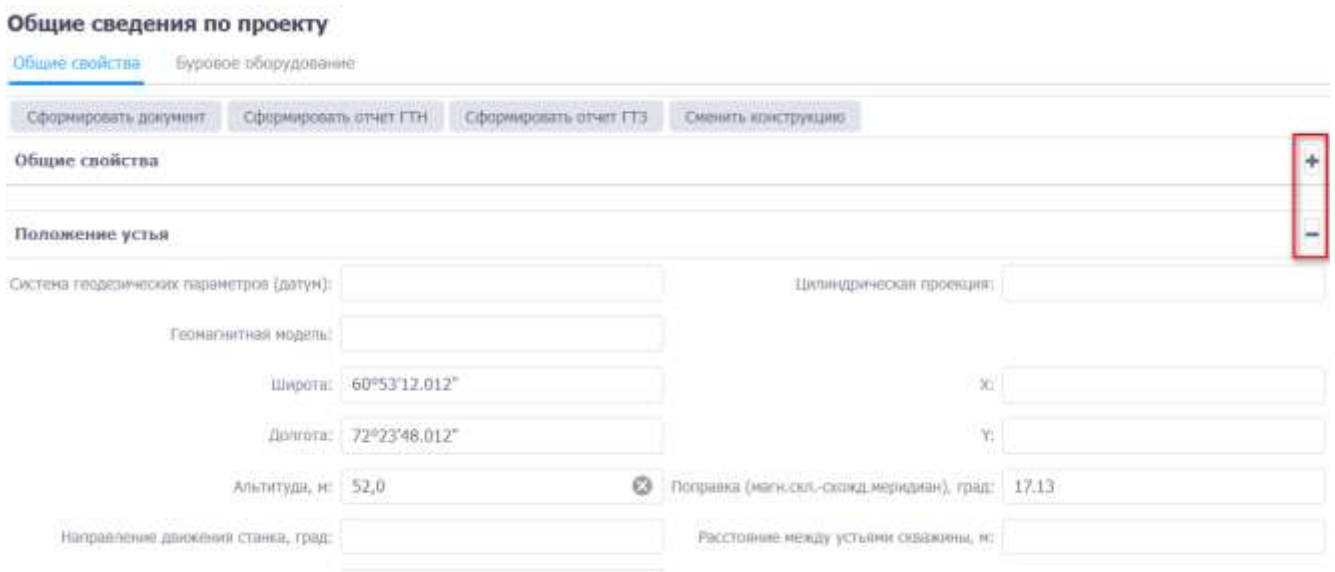 Общие сведения по проекту
Общие свойства Буровое оборудование
Сформировать документ Сформировать отчет ГТН Сформировать отчет ГТЗ Сменить конструкцию
Общие свойства +
Положение устья −
Система геодезических параметров (датум): Цилиндрическая проекция:
Геомагнитная модель:
Широта: 60°53'12.012" X:
Долгота: 72°23'48.012" Y:
Альтитуда, м: 52,0 Поправка (магн.скл.-схожд.меридиан), град: 17.13
Направление движения станка, град: Расстояние между устьями скважины, м: